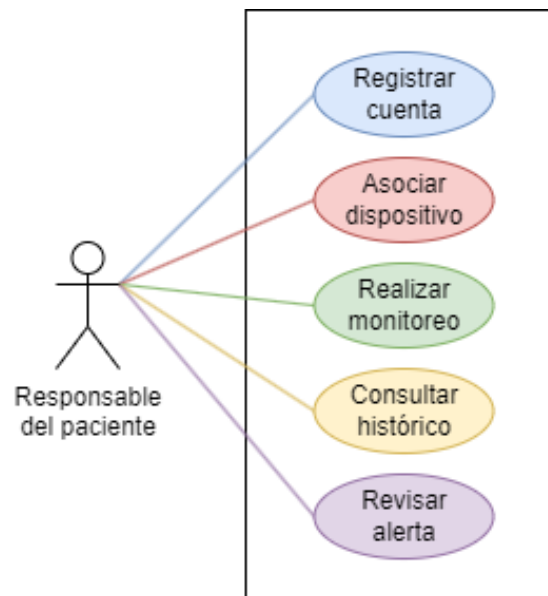 Registrar
cuenta
Asociar
dispositivo
Realizar
monitoreo
Responsable
del paciente
Consultar
histórico
Revisar
alerta